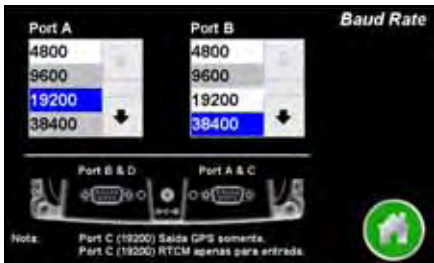 Baud Rate
Port A
Port B
4800
9600
19200
38400
4800
9600
19200
38400
Port B & D
Port A & C
Nota: Port C (19200) Saída GPS somente.
Port C (19200) RTCM apenas para entrada.